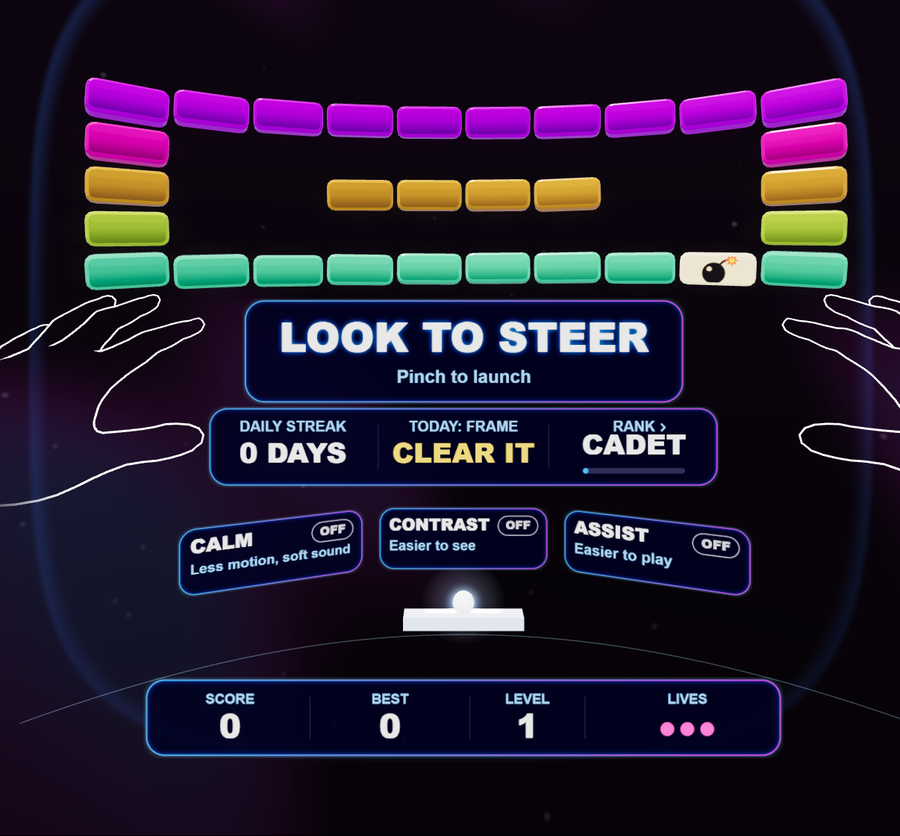 LOOK TO STEER
Pinch to launch
DAILY STREAK
0 DAYS
TODAY: FRAME
CLEAR IT
RANK ›
CADET
CALM
OFF
Less motion, soft sound
CONTRAST
OFF
Easier to see
ASSIST
OFF
Easier to play
SCORE
0
BEST
0
LEVEL
1
LIVES